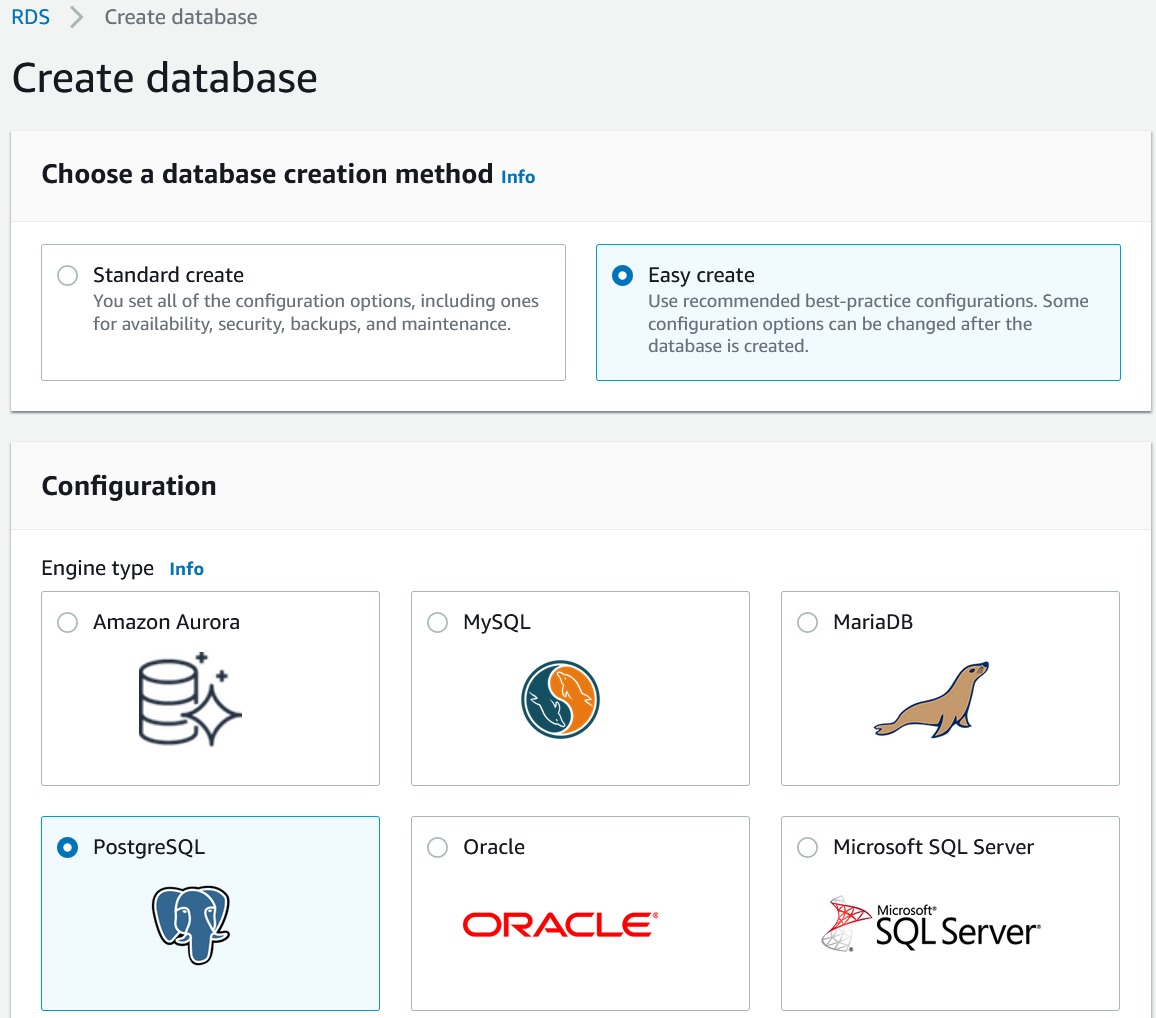 RDS > Create database
Create database
Choose a database creation method Info
Standard create
You set all of the configuration options, including ones
for availability, security, backups, and maintenance.
Easy create
Use recommended best-practice configurations. Some
configuration options can be changed after the
database is created.
Configuration
Engine type Info
Amazon Aurora
MySQL
MariaDB
PostgreSQL
Oracle
ORACLE®
Microsoft SQL Server
Microsoft®
SQL Server®